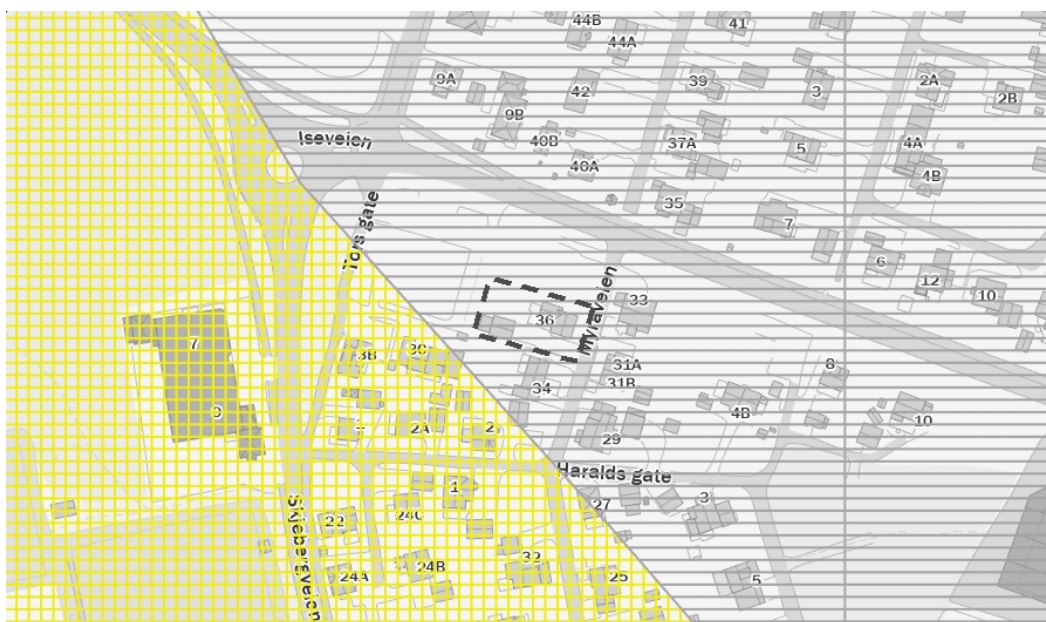 44B
41
44A
9A
39
2A
42
3
2B
9B
Iseveien
40B
37A
5
4A
40A
4B
35
Tors gate
7
6
12
10
33
36
Myraveien
7
3B
30
31A
8
31B
34
9
4B
10
2A
2
29
Haralds gate
1
3
27
24C
22
Skjebergveien
32
24B
24A
25
5